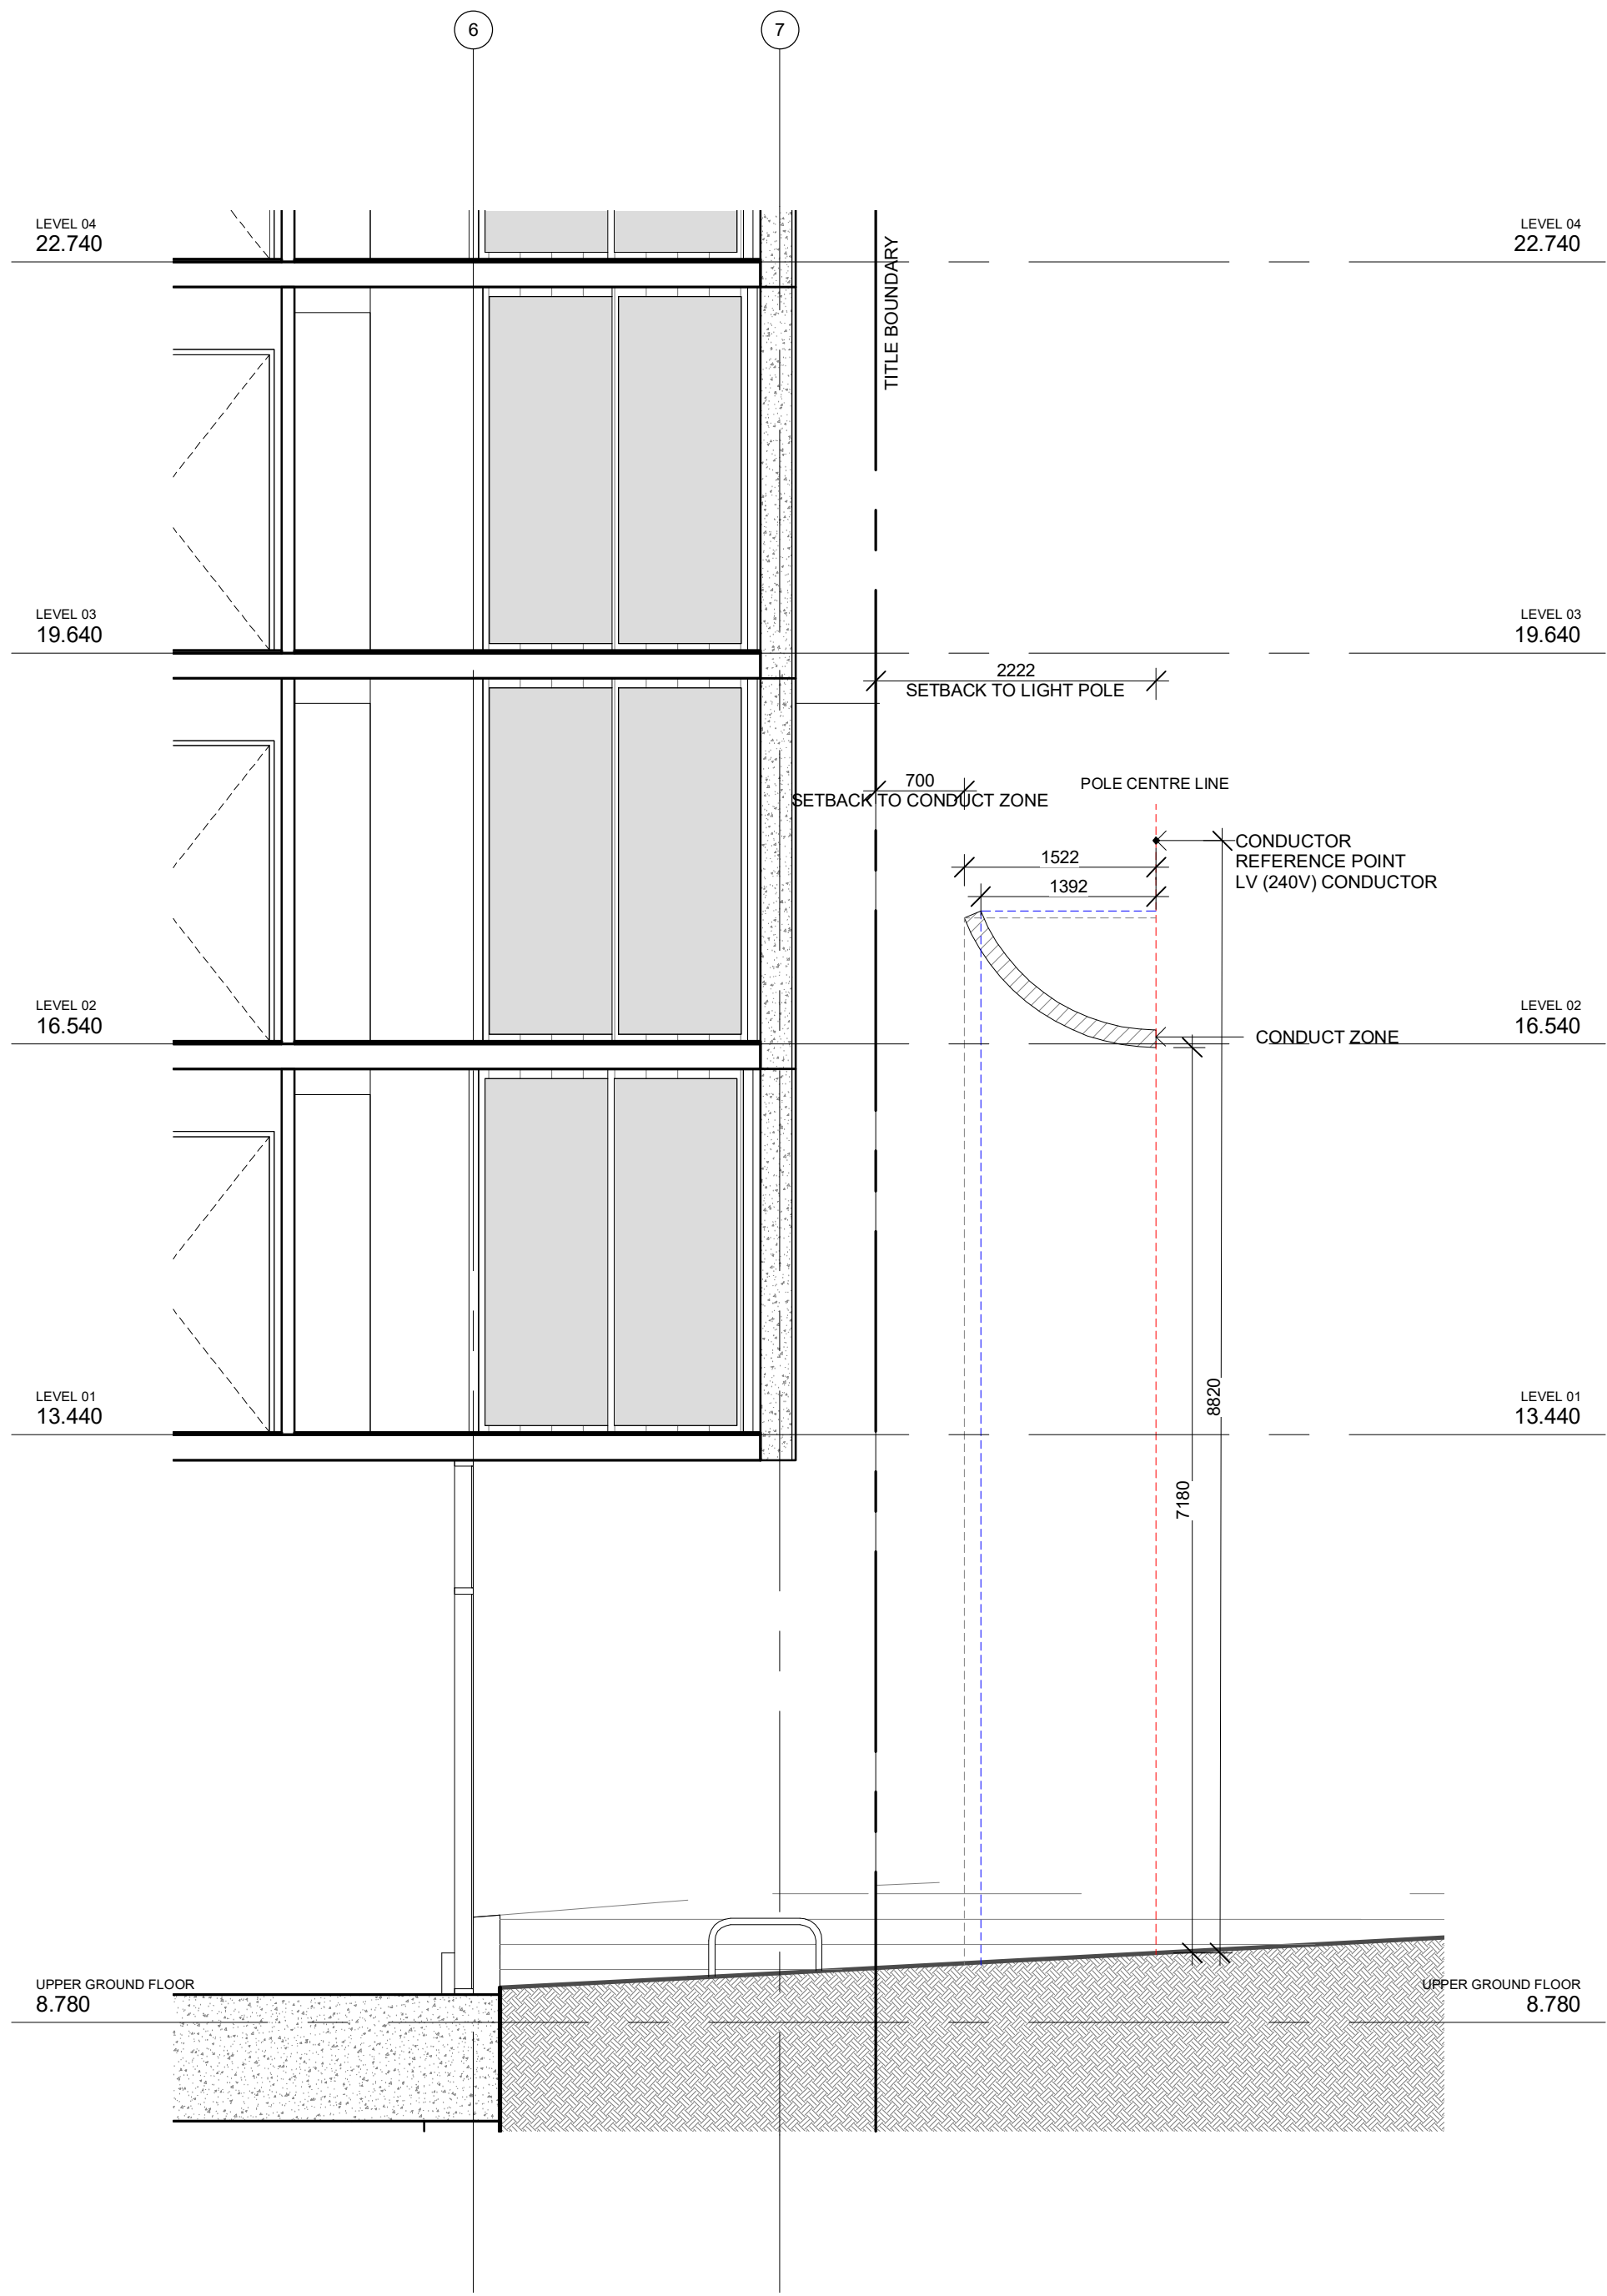 6
7
LEVEL 04
22.740
LEVEL 04
22.740
TITLE BOUNDARY
LEVEL 03
19.640
LEVEL 03
19.640
2222
SETBACK TO LIGHT POLE
700
SETBACK TO CONDUCT ZONE
POLE CENTRE LINE
CONDUCTOR
REFERENCE POINT
LV (240V) CONDUCTOR
1522
1392
LEVEL 02
16.540
LEVEL 02
16.540
CONDUCT ZONE
LEVEL 01
13.440
LEVEL 01
13.440
8820
7180
UPPER GROUND FLOOR
8.780
UPPER GROUND FLOOR
8.780